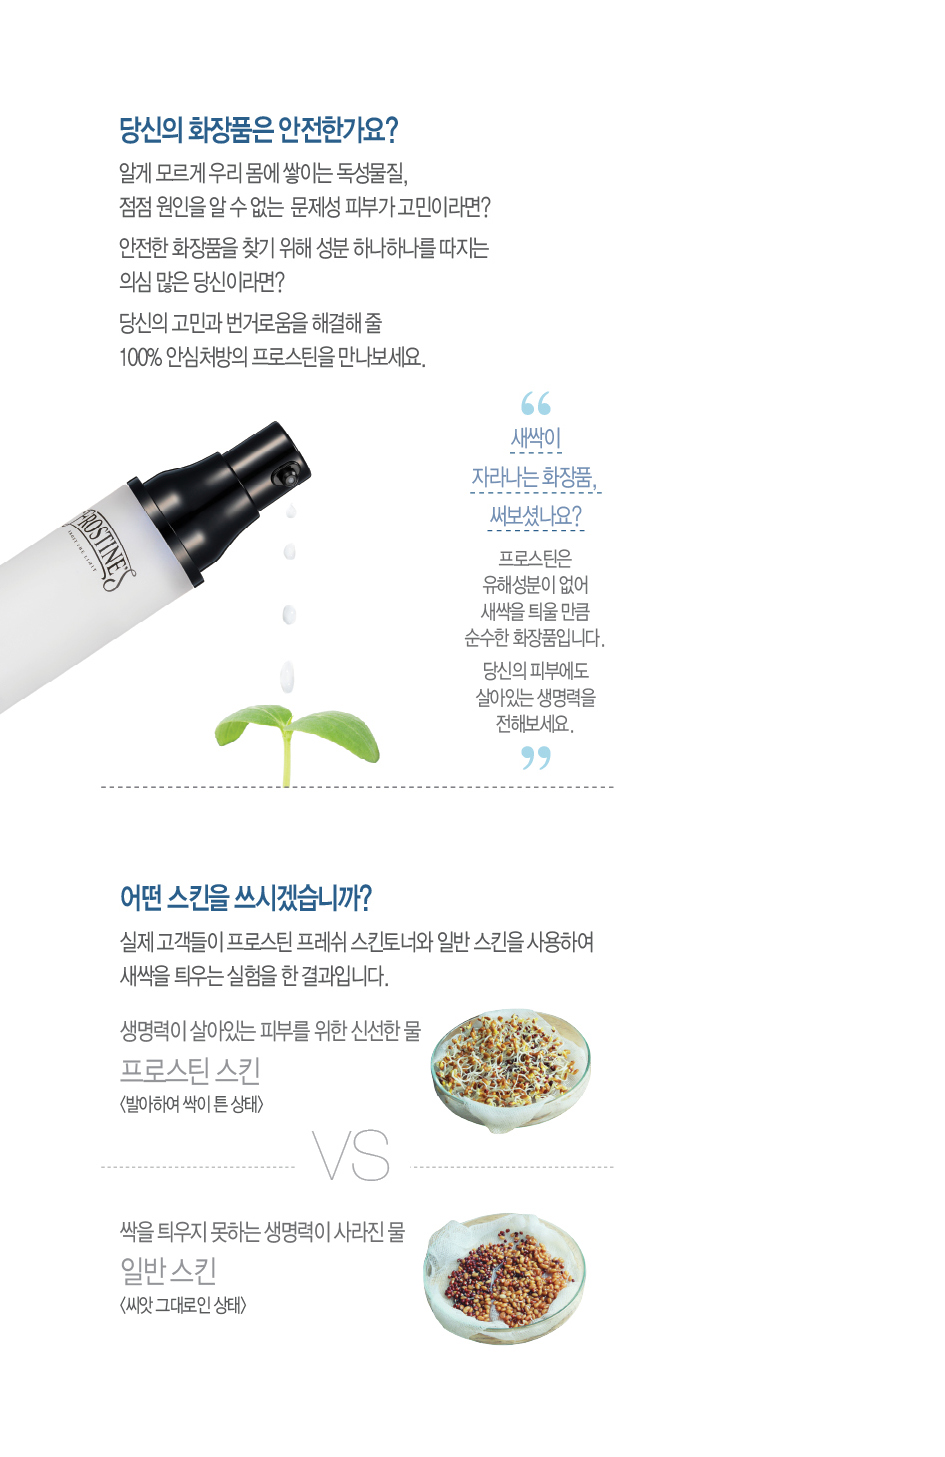 당신의 화장품은 안전한가요?
알게 모르게 우리 몸에 쌓이는 독성물질,
점점 원인을 알 수 없는 문제성 피부가 고민이라면?
안전한 화장품을 찾기 위해 성분 하나하나를 따지는
의심 많은 당신이라면?
당신의 고민과 번거로움을 해결해 줄
100% 안심처방의 프로스틴을 만나보세요.
“
새싹이
자라나는 화장품,
써보셨나요?
프로스틴은
유해성분이 없어
새싹을 틔울 만큼
순수한 화장품입니다.
당신의 피부에도
살아있는 생명력을
전해보세요.
”
FROSTINE'S
어떤 스킨을 쓰시겠습니까?
실제 고객들이 프로스틴 프레쉬 스킨토너와 일반 스킨을 사용하여
새싹을 틔우는 실험을 한 결과입니다.
생명력이 살아있는 피부를 위한 신선한 물
프로스틴 스킨
<발아하여 싹이 튼 상태>
VS
싹을 틔우지 못하는 생명력이 사라진 물
일반 스킨
<씨앗 그대로인 상태>